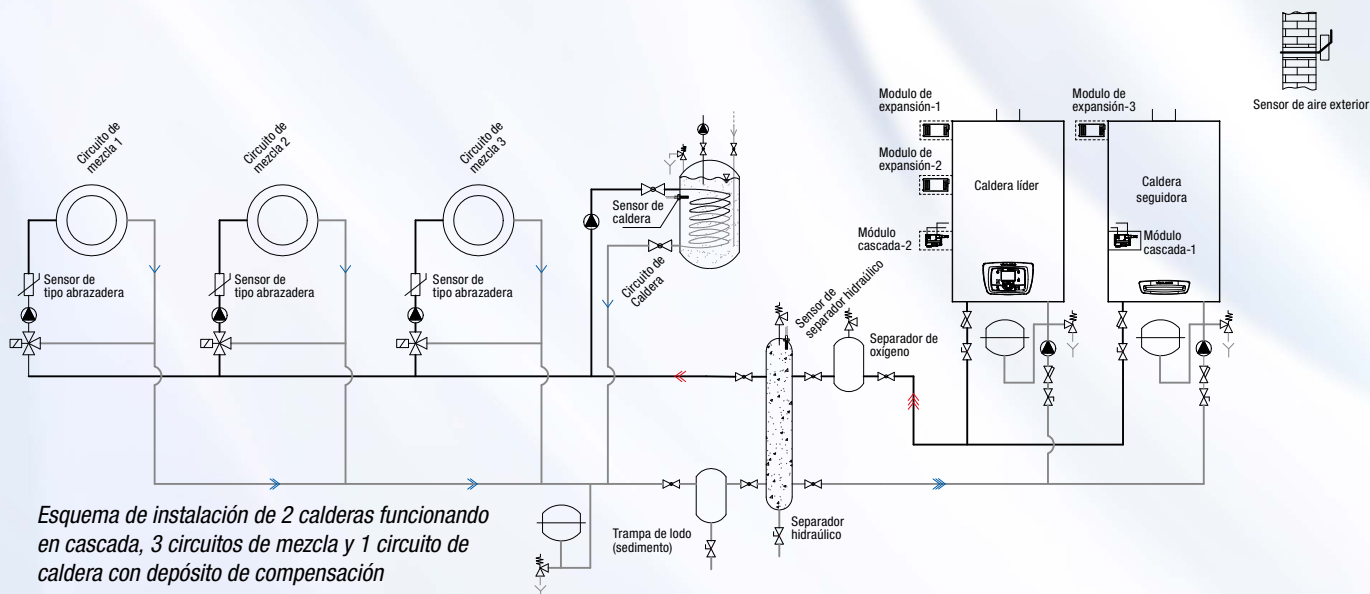 Circuito de
mezcla 1
Circuito de
mezcla 2
Circuito de
mezcla 3
Sensor de
tipo abrazadera
Sensor de
tipo abrazadera
Sensor de
tipo abrazadera
Sensor de
caldera
Circuito de
Caldera
Sensor de
separador hidraúlico
Separador de
oxígeno
Modulo de
expansión-1
Modulo de
expansión-2
Módulo
cascada-2
Caldera líder
Modulo de
expansión-3
Caldera
seguidora
Módulo
cascada-1
Sensor de aire exterior
Trampa de lodo
(sedimento)
Separador
hidraúlico
Esquema de instalación de 2 calderas funcionando
en cascada, 3 circuitos de mezcla y 1 circuito de
caldera con depósito de compensación